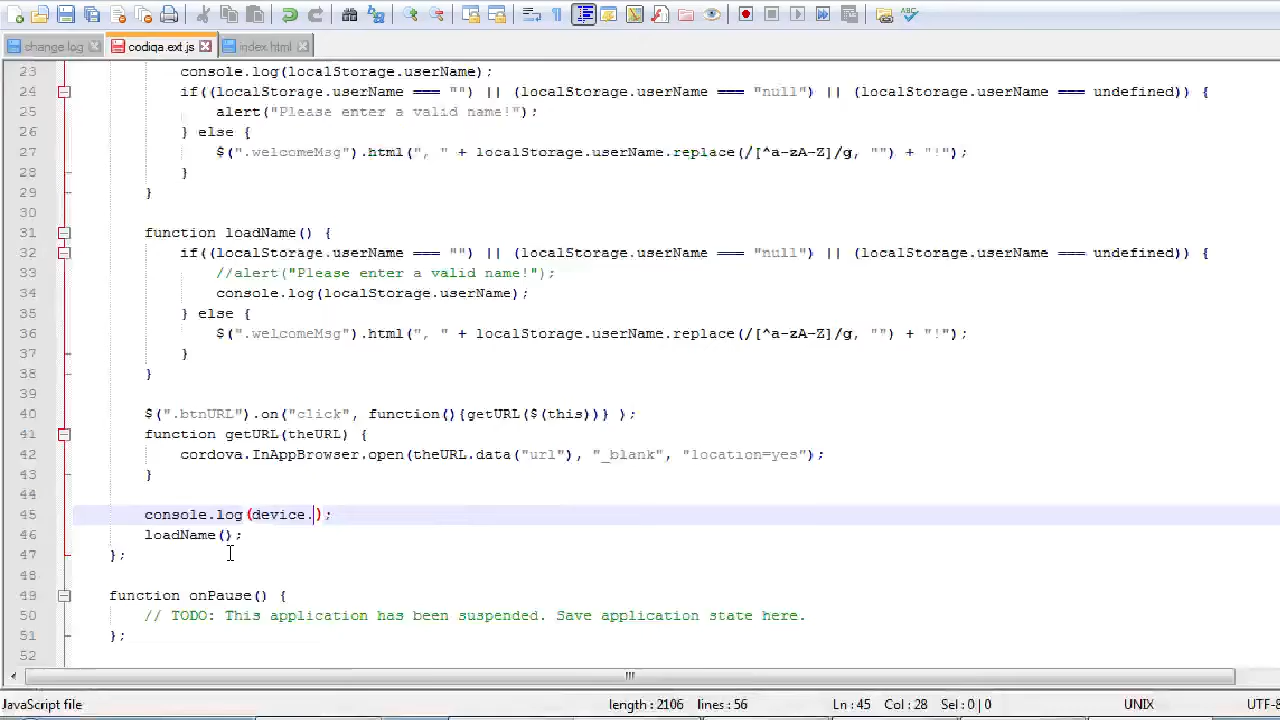 ABC
change.log codiqa.ext.js index.html
23 console.log(localStorage.userName);
24 if((localStorage.userName === "") || (localStorage.userName === "null") || (localStorage.userName === undefined)) {
25 alert("Please enter a valid name!");
26 } else {
27 $(".welcomeMsg").html(", " + localStorage.userName.replace(/[^a-zA-Z]/g, "") + "!");
28 }
29 }
30
31 function loadName() {
32 if((localStorage.userName === "") || (localStorage.userName === "null") || (localStorage.userName === undefined)) {
33 //alert("Please enter a valid name!");
34 console.log(localStorage.userName);
35 } else {
36 $(".welcomeMsg").html(", " + localStorage.userName.replace(/[^a-zA-Z]/g, "") + "!");
37 }
38 }
39
40 $(".btnURL").on("click", function(){getURL($(this))} );
41 function getURL(theURL) {
42 cordova.InAppBrowser.open(theURL.data("url"), "_blank", "location=yes");
43 }
44
45 console.log(device.);
46 loadName();
47 };
48
49 function onPause() {
50 // TODO: This application has been suspended. Save application state here.
51 };
52
JavaScript file length : 2106 lines : 56 Ln : 45 Col : 28 Sel : 0 | 0 UNIX UTF-8